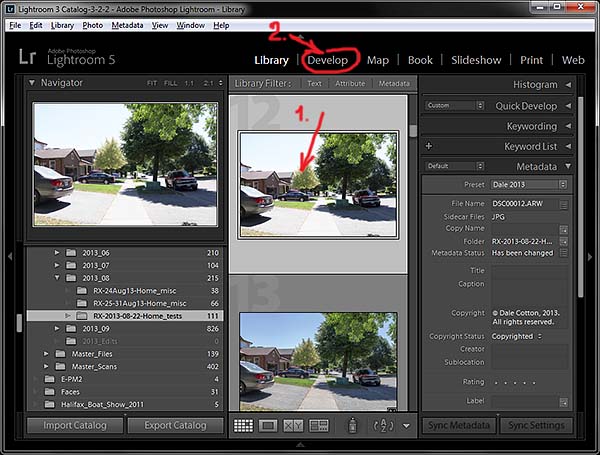 Lightroom 3 Catalog-3-2-2 - Adobe Photoshop Lightroom - Library
File Edit Library Photo Metadata View Window Help
2.
Lr Adobe Photoshop
Lightroom 5
Library | Develop | Map | Book | Slideshow | Print | Web
Navigator FIT FILL 1:1 2:1
Library Filter : Text | Attribute | Metadata
Histogram
Custom Quick Develop
Keywording
Keyword List
Default Metadata
12
1.
Preset Dale 2013
File Name DSC00012.ARW
Sidecar Files JPG
Copy Name
Folder RX-2013-08-22-H...
Metadata Status Has been changed
Title
Caption
Copyright © Dale Cotton, 2013.
All rights reserved.
Copyright Status Copyrighted
Creator
Sublocation
Rating . . . . .
Label
2013_06 210
2013_07 104
2013_08 215
RX-24Aug13-Home_misc 38
RX-25-31Aug13-Home_misc 66
RX-2013-08-22-Home_tests 111
2013_09 826
2013_Edits 0
Master_Files 139
Master_Scans 402
E-PM2 4
Faces 31
Halifax_Boat_Show_2011 5
13
Import Catalog Export Catalog
X Y
A Z
Sync Metadata Sync Settings